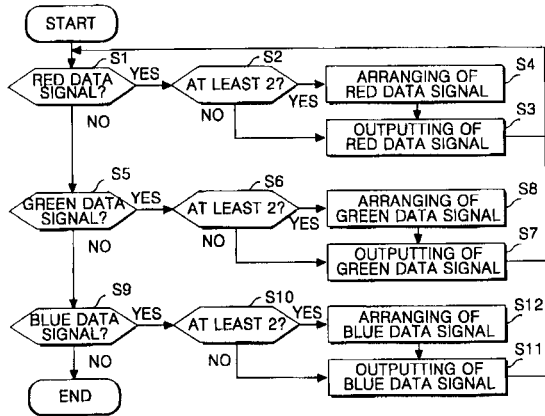 START
S1
RED DATA
SIGNAL?
YES
NO
S2
AT LEAST 2?
YES
NO
S4
ARRANGING OF
RED DATA SIGNAL
S3
OUTPUTTING OF
RED DATA SIGNAL
S5
GREEN DATA
SIGNAL?
YES
NO
S6
AT LEAST 2?
YES
NO
S8
ARRANGING OF
GREEN DATA SIGNAL
S7
OUTPUTTING OF
GREEN DATA SIGNAL
S9
BLUE DATA
SIGNAL?
YES
NO
S10
AT LEAST 2?
YES
NO
S12
ARRANGING OF
BLUE DATA SIGNAL
S11
OUTPUTTING OF
BLUE DATA SIGNAL
END